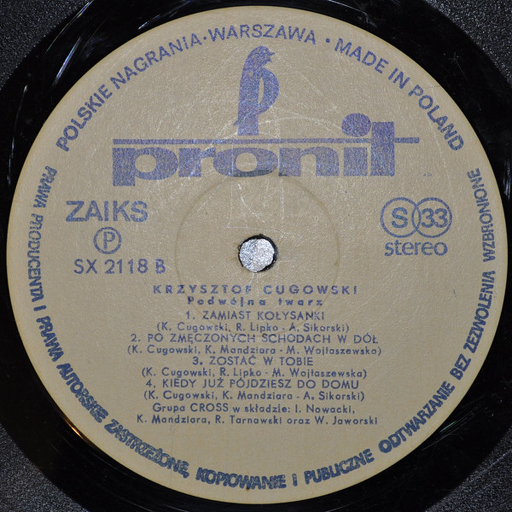 POLSKIE NAGRANIA · WARSZAWA · MADE IN POLAND
pronit
ZAIKS
P
SX 2118 B
S 33
stereo
KRZYSZTOF CUGOWSKI
Podwójna twarz
1. ZAMIAST KOŁYSANKI
(K. Cugowski, R. Lipko - A. Sikorski)
2. PO ZMĘCZONYCH SCHODACH W DÓŁ
(K. Cugowski, K. Mandziara - M. Wojtaszewska)
3. ZOSTAĆ W TOBIE
(K. Cugowski, R. Lipko - M. Wojtaszewska)
4. KIEDY JUŻ PÓJDZIESZ DO DOMU
(K. Cugowski, K. Mandziara - A. Sikorski)
Grupa CROSS w składzie: I. Nowacki,
K. Mandziara, R. Tarnawski oraz W. Jaworski
PRAWA PRODUCENTA I PRAWA AUTORSKIE ZASTRZEŻONE, KOPIOWANIE I PUBLICZNE ODTWARZANIE BEZ ZEZWOLENIA WZBRONIONE